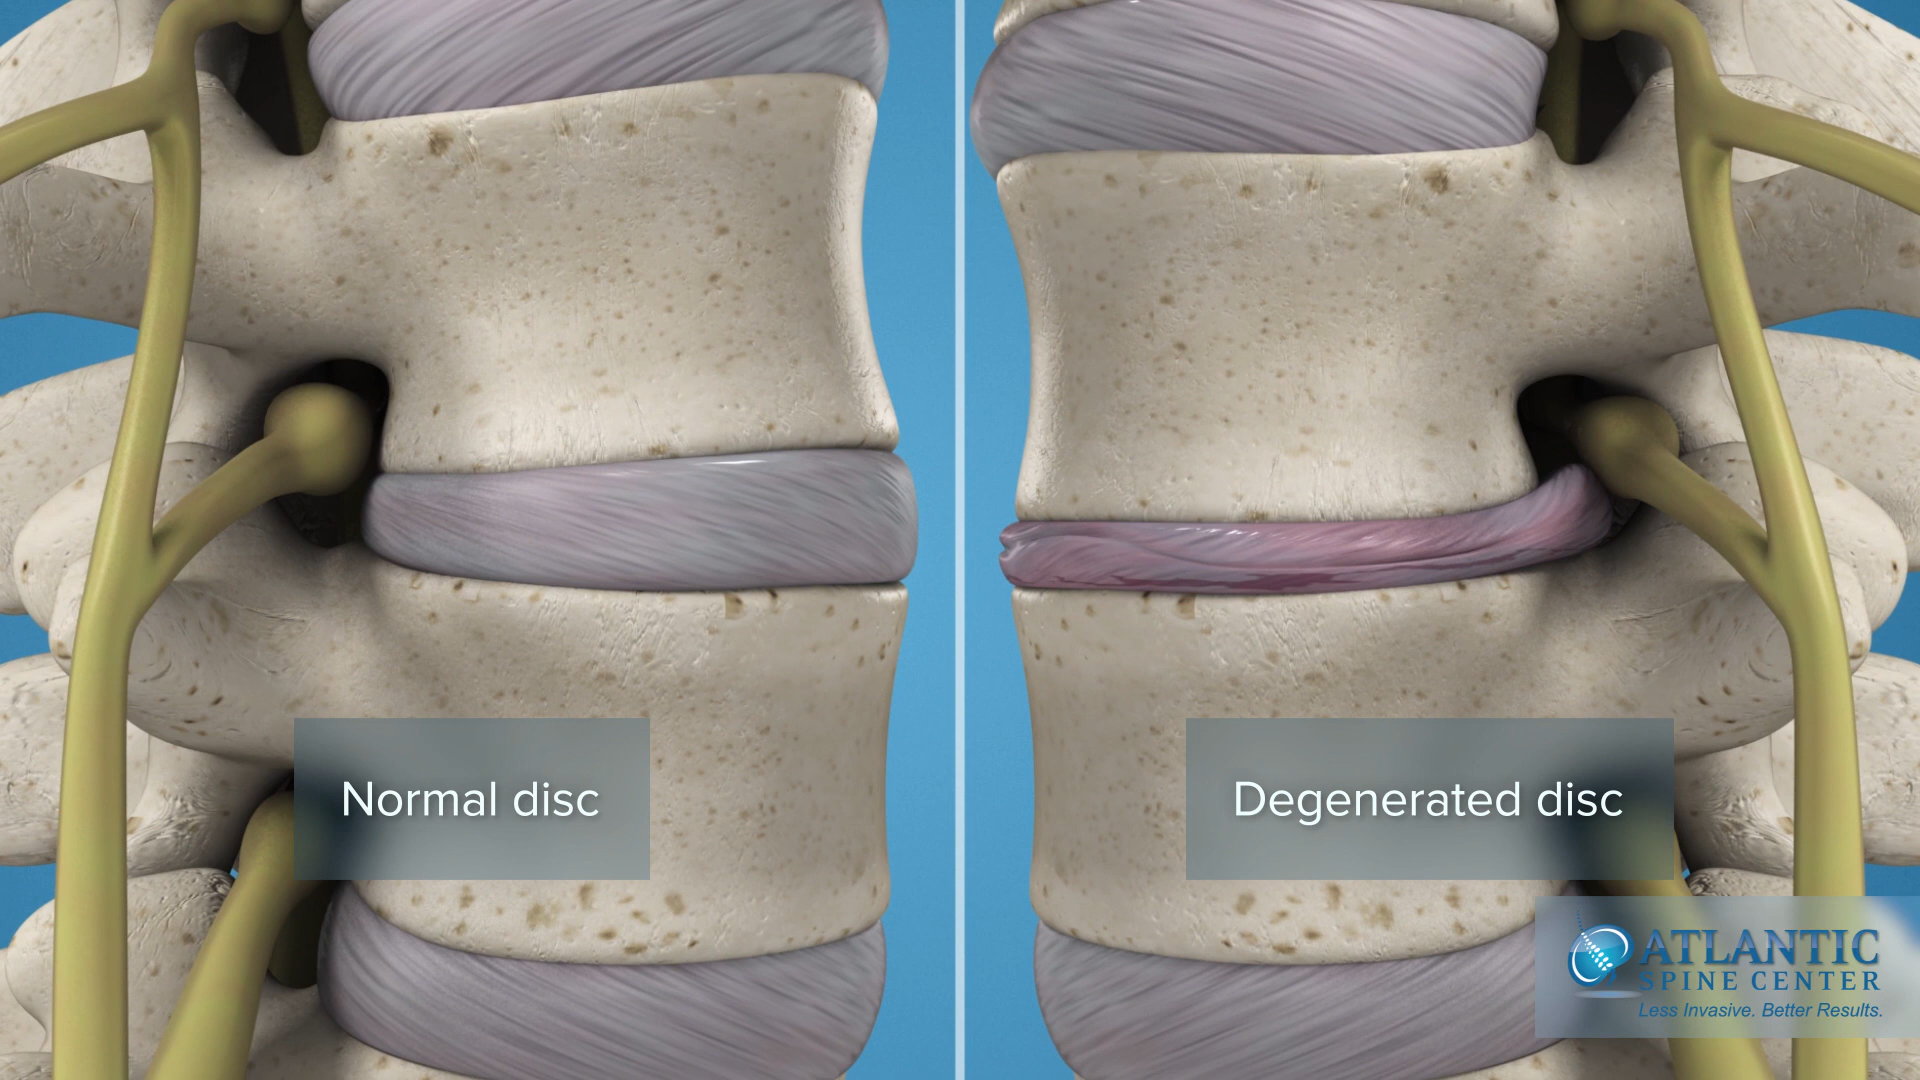 Normal disc
Degenerated disc
ATLANTIC
SPINE CENTER
Less Invasive. Better Results.